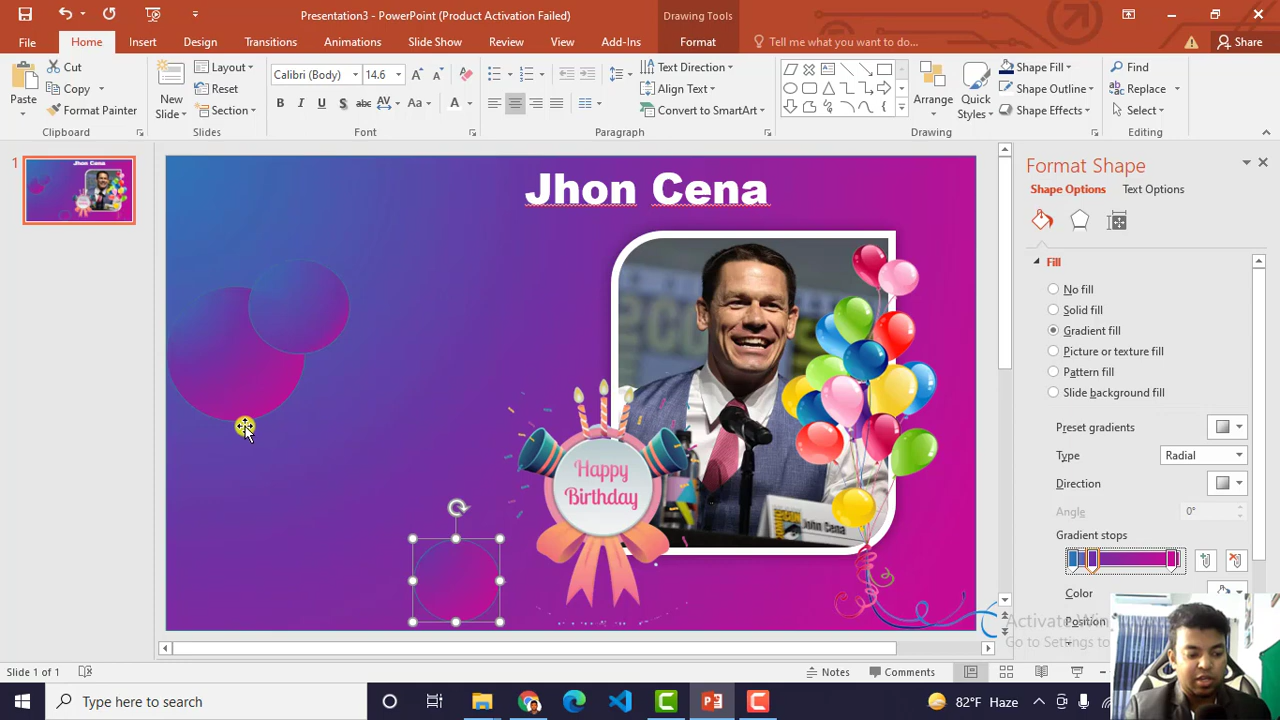 Presentation3 - PowerPoint (Product Activation Failed)
Drawing Tools
File
Home
Insert
Design
Transitions
Animations
Slide Show
Review
View
Add-Ins
Format
Tell me what you want to do...
Share
Paste
Cut
Copy
Format Painter
Clipboard
New
Slide
Layout
Reset
Section
Slides
Calibri (Body)
14.6
B I U S abc AV Aa A
Font
Text Direction
Align Text
Convert to SmartArt
Paragraph
Arrange
Quick
Styles
Shape Fill
Shape Outline
Shape Effects
Drawing
Find
Replace
Select
Editing
1
Jhon Cena
Happy
Birthday
John Cena
Format Shape
Shape Options
Text Options
Fill
No fill
Solid fill
Gradient fill
Picture or texture fill
Pattern fill
Slide background fill
Preset gradients
Type
Radial
Direction
Angle
0°
Gradient stops
Color
Position
Slide 1 of 1
Notes
Comments
Type here to search
82°F Haze